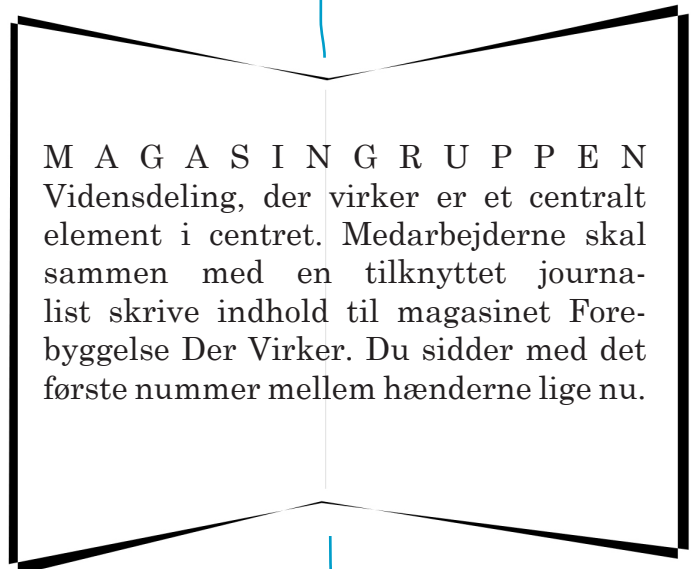 MAGASINGRUPPEN
Vidensdeling, der virker er et centralt
element i centret. Medarbejderne skal
sammen med en tilknyttet journa-
list skrive indhold til magasinet Fore-
byggelse Der Virker. Du sidder med det
første nummer mellem hænderne lige nu.